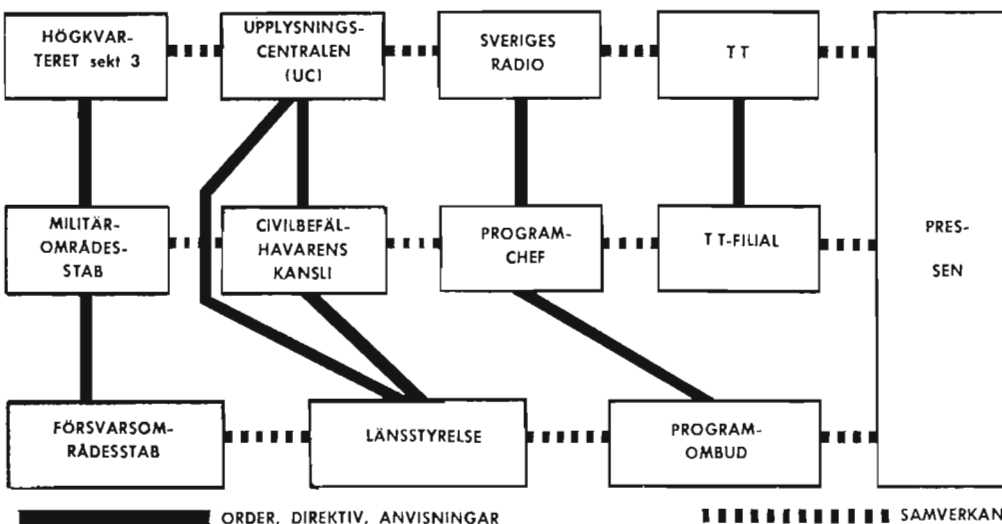 HÖGKVAR-
TERET sekt 3
UPPLYSNINGS-
CENTRALEN
(UC)
SVERIGES
RADIO
TT
MILITÄR-
OMRÅDES-
STAB
CIVILBEFÄL-
HAVARENS
KANSLI
PROGRAM-
CHEF
TT-FILIAL
PRES-
SEN
FÖRSVARSOM-
RÅDESSTAB
LÄNSSTYRELSE
PROGRAM-
OMBUD
ORDER, DIREKTIV, ANVISNINGAR
SAMVERKAN